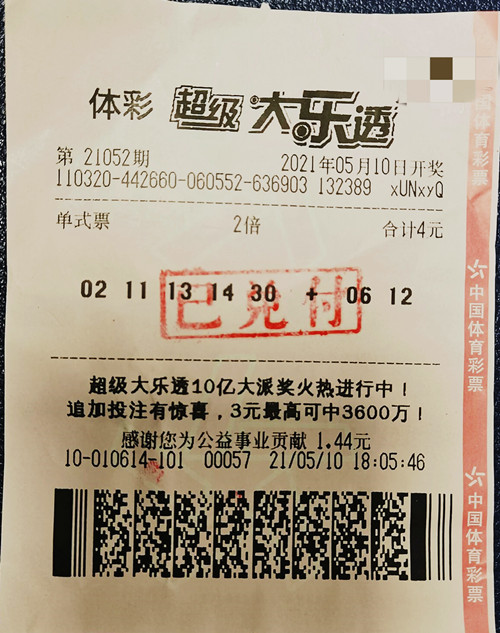 体彩 超级大乐透
第 21052期 2021年05月10日开奖
110320-442660-060552-636903 132389 xUNxyQ
单式票 2倍 合计4元
02 11 13 14 30 + 06 12
已兑付
超级大乐透10亿大派奖火热进行中！
追加投注有惊喜，3元最高可中3600万！
感谢您为公益事业贡献 1.44元
10-010614-101 00057 21/05/10 18:05:46
国体育彩票
中国体育彩票
中国体育彩票